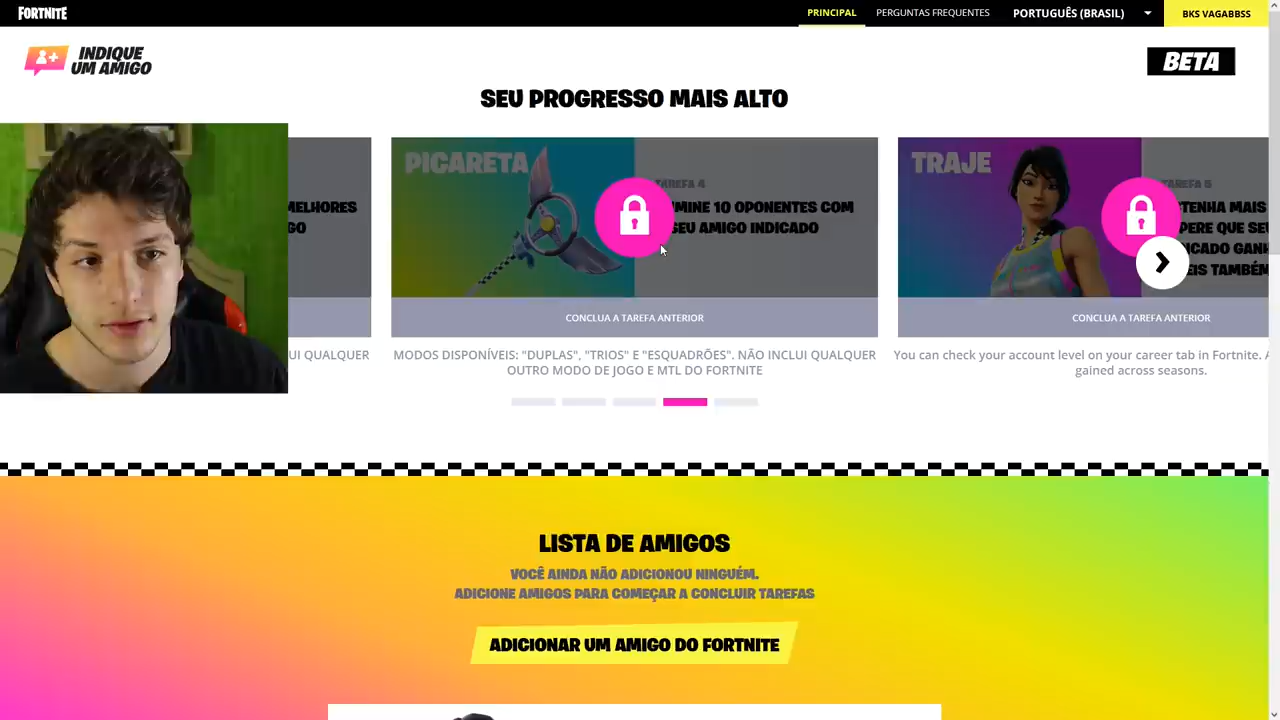 FORTNITE
PRINCIPAL
PERGUNTAS FREQUENTES
PORTUGUÊS (BRASIL)
BKS VAGABBSS
INDIQUE
UM AMIGO
BETA
SEU PROGRESSO MAIS ALTO
MELHORES
GO
UI QUALQUER
PICARETA
TAREFA 4
MINE 10 OPONENTES COM
SEU AMIGO INDICADO
CONCLUA A TAREFA ANTERIOR
MODOS DISPONÍVEIS: "DUPLAS", "TRIOS" E "ESQUADRÕES". NÃO INCLUI QUALQUER
OUTRO MODO DE JOGO E MTL DO FORTNITE
TRAJE
TAREFA 5
TENHA MAIS
PERE QUE SEU
ICADO GANH
EIS TAMBÉM
CONCLUA A TAREFA ANTERIOR
You can check your account level on your career tab in Fortnite. A
gained across seasons.
LISTA DE AMIGOS
VOCÊ AINDA NÃO ADICIONOU NINGUÉM.
ADICIONE AMIGOS PARA COMEÇAR A CONCLUIR TAREFAS
ADICIONAR UM AMIGO DO FORTNITE